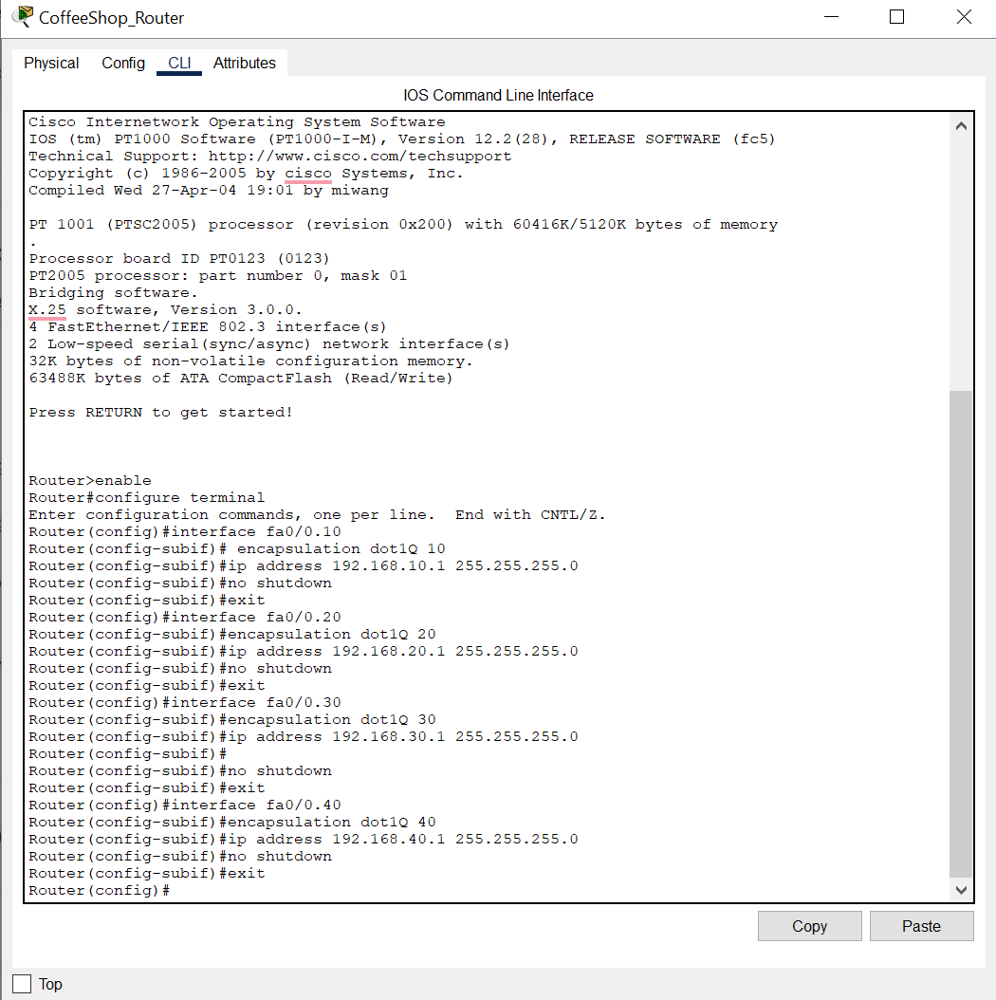 CoffeeShop_Router
Physical Config CLI Attributes
IOS Command Line Interface
Cisco Internetwork Operating System Software
IOS (tm) PT1000 Software (PT1000-I-M), Version 12.2(28), RELEASE SOFTWARE (fc5)
Technical Support: http://www.cisco.com/techsupport
Copyright (c) 1986-2005 by cisco Systems, Inc.
Compiled Wed 27-Apr-04 19:01 by miwang
PT 1001 (PTSC2005) processor (revision 0x200) with 60416K/5120K bytes of memory
.
Processor board ID PT0123 (0123)
PT2005 processor: part number 0, mask 01
Bridging software.
X.25 software, Version 3.0.0.
4 FastEthernet/IEEE 802.3 interface(s)
2 Low-speed serial(sync/async) network interface(s)
32K bytes of non-volatile configuration memory.
63488K bytes of ATA CompactFlash (Read/Write)
Press RETURN to get started!
Router>enable
Router#configure terminal
Enter configuration commands, one per line.  End with CNTL/Z.
Router(config)#interface fa0/0.10
Router(config-subif)# encapsulation dot1Q 10
Router(config-subif)#ip address 192.168.10.1 255.255.255.0
Router(config-subif)#no shutdown
Router(config-subif)#exit
Router(config)#interface fa0/0.20
Router(config-subif)#encapsulation dot1Q 20
Router(config-subif)#ip address 192.168.20.1 255.255.255.0
Router(config-subif)#no shutdown
Router(config-subif)#exit
Router(config)#interface fa0/0.30
Router(config-subif)#encapsulation dot1Q 30
Router(config-subif)#ip address 192.168.30.1 255.255.255.0
Router(config-subif)#
Router(config-subif)#no shutdown
Router(config-subif)#exit
Router(config)#interface fa0/0.40
Router(config-subif)#encapsulation dot1Q 40
Router(config-subif)#ip address 192.168.40.1 255.255.255.0
Router(config-subif)#no shutdown
Router(config-subif)#exit
Router(config)#
Copy Paste
Top